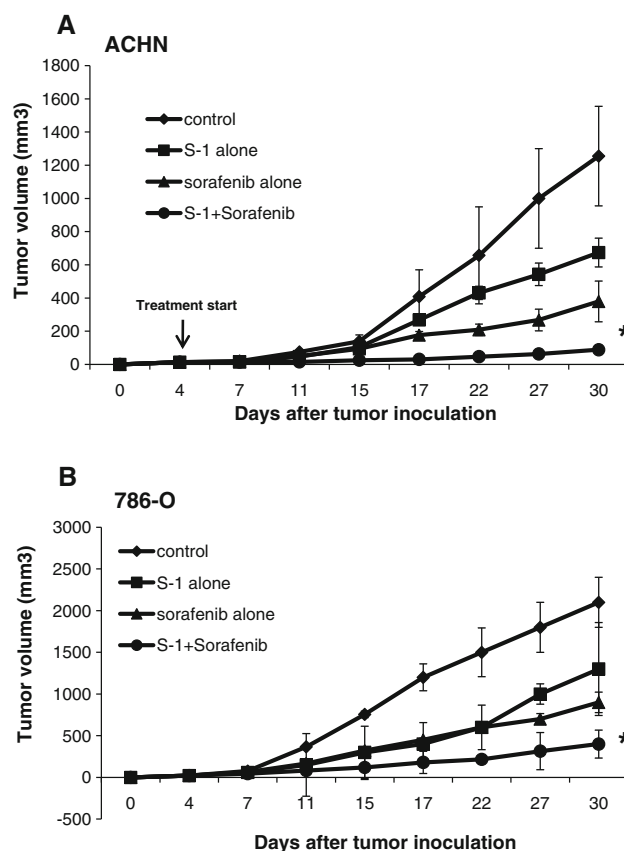 A
ACHN
1800
1600
1400
1200
1000
800
600
400
200
0
Tumor volume (mm3)
control
S-1 alone
sorafenib alone
S-1+Sorafenib
Treatment start
*
0 4 7 11 15 17 22 27 30
Days after tumor inoculation
B
786-O
3000
2500
2000
1500
1000
500
0
-500
Tumor volume (mm3)
control
S-1 alone
sorafenib alone
S-1+Sorafenib
*
0 4 7 11 15 17 22 27 30
Days after tumor inoculation